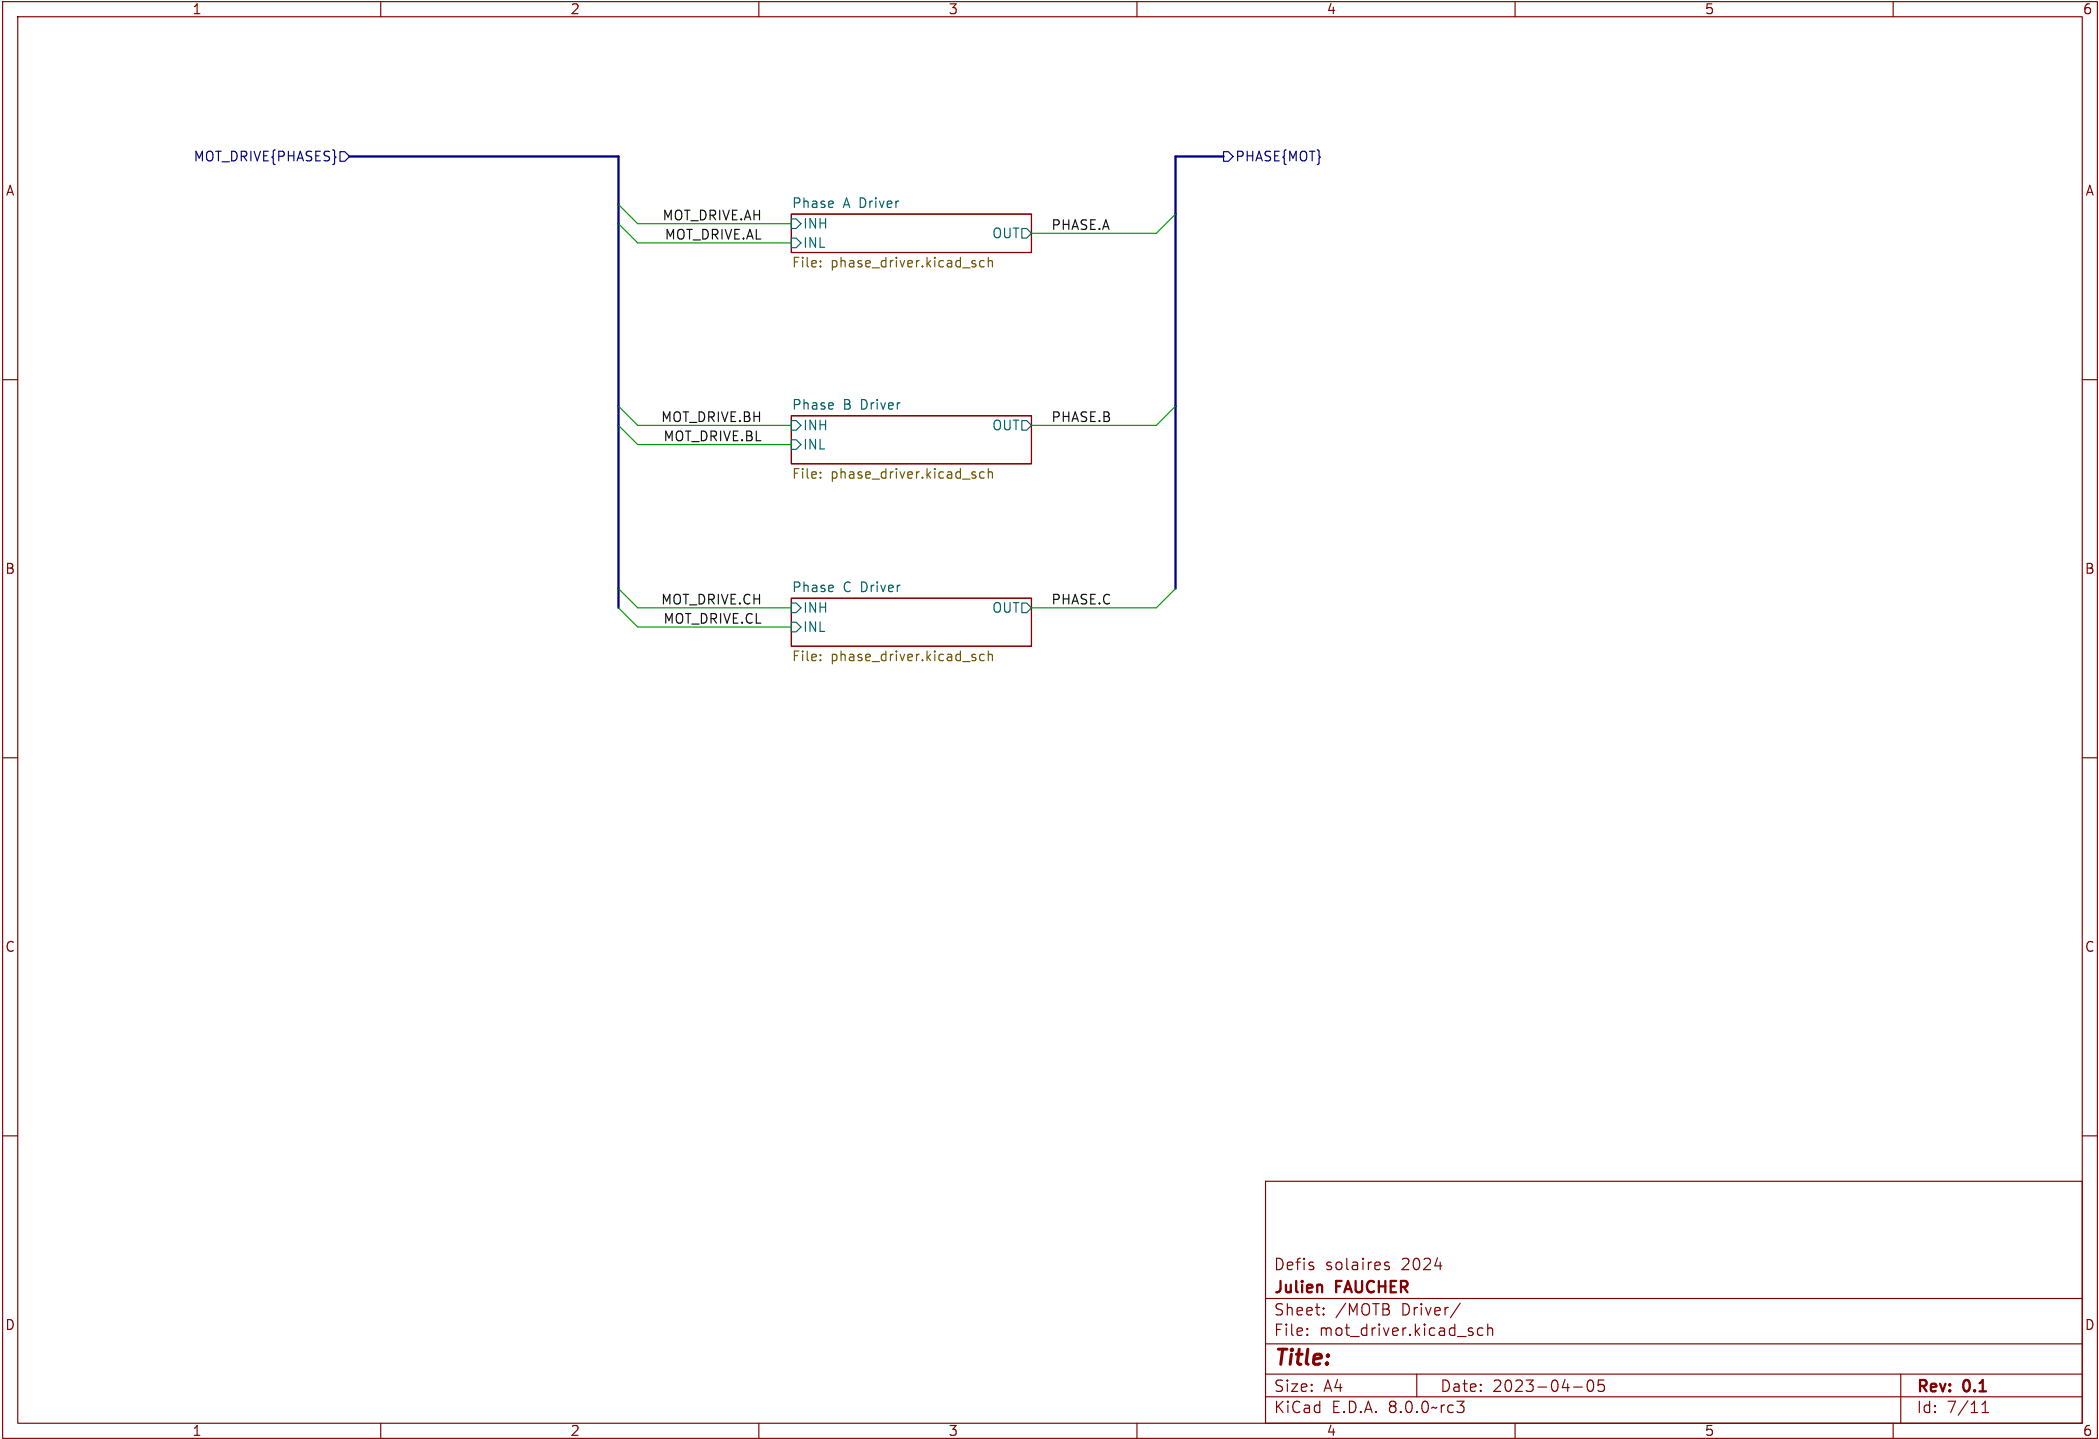 1 2 3 4 5 6
MOT_DRIVE{PHASES} PHASE{MOT}
A A
Phase A Driver
MOT_DRIVE.AH INH
MOT_DRIVE.AL INL OUT PHASE.A
File: phase_driver.kicad_sch
Phase B Driver
MOT_DRIVE.BH INH OUT PHASE.B
MOT_DRIVE.BL INL
File: phase_driver.kicad_sch
B B
Phase C Driver
MOT_DRIVE.CH INH OUT PHASE.C
MOT_DRIVE.CL INL
File: phase_driver.kicad_sch
C C
Defis solaires 2024
Julien FAUCHER
Sheet: /MOTB Driver/
D D
File: mot_driver.kicad_sch
Title:
Size: A4 Date: 2023-04-05 Rev: 0.1
KiCad E.D.A. 8.0.0~rc3 Id: 7/11
1 2 3 4 5 6